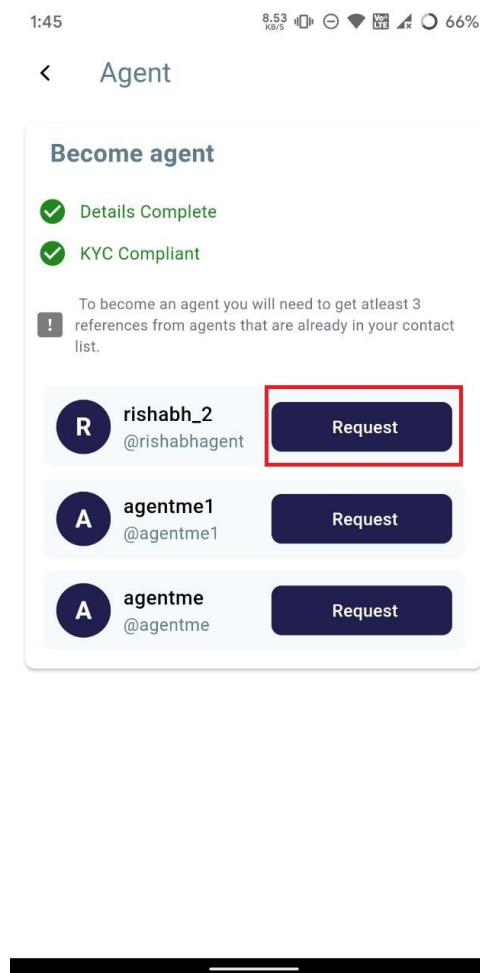 1:45 8.53 KB/S VoLTE 66%
Agent
Become agent
Details Complete
KYC Compliant
To become an agent you will need to get atleast 3
! references from agents that are already in your contact
list.
R rishabh_2 Request
@rishabhagent
A agentme1 Request
@agentme1
A agentme Request
@agentme